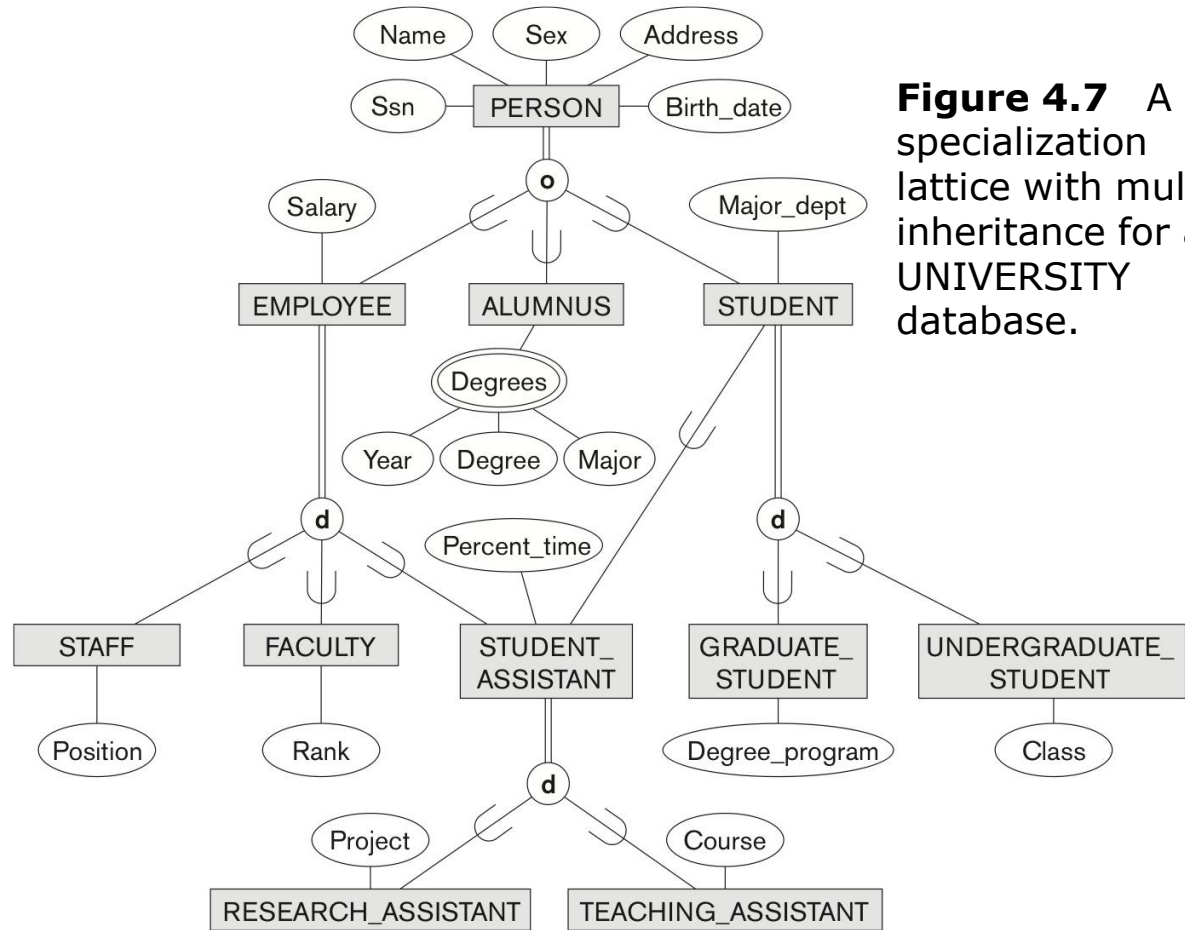 Name
Sex
Address
Ssn
PERSON
Birth_date
Figure 4.7 A
specialization
lattice with mul
inheritance for
UNIVERSITY
database.
o
Salary
Major_dept
EMPLOYEE
ALUMNUS
STUDENT
Degrees
Year
Degree
Major
d
d
Percent_time
STAFF
FACULTY
STUDENT_
ASSISTANT
GRADUATE_
STUDENT
UNDERGRADUATE_
STUDENT
Position
Rank
Degree_program
Class
d
Project
Course
RESEARCH_ASSISTANT
TEACHING_ASSISTANT